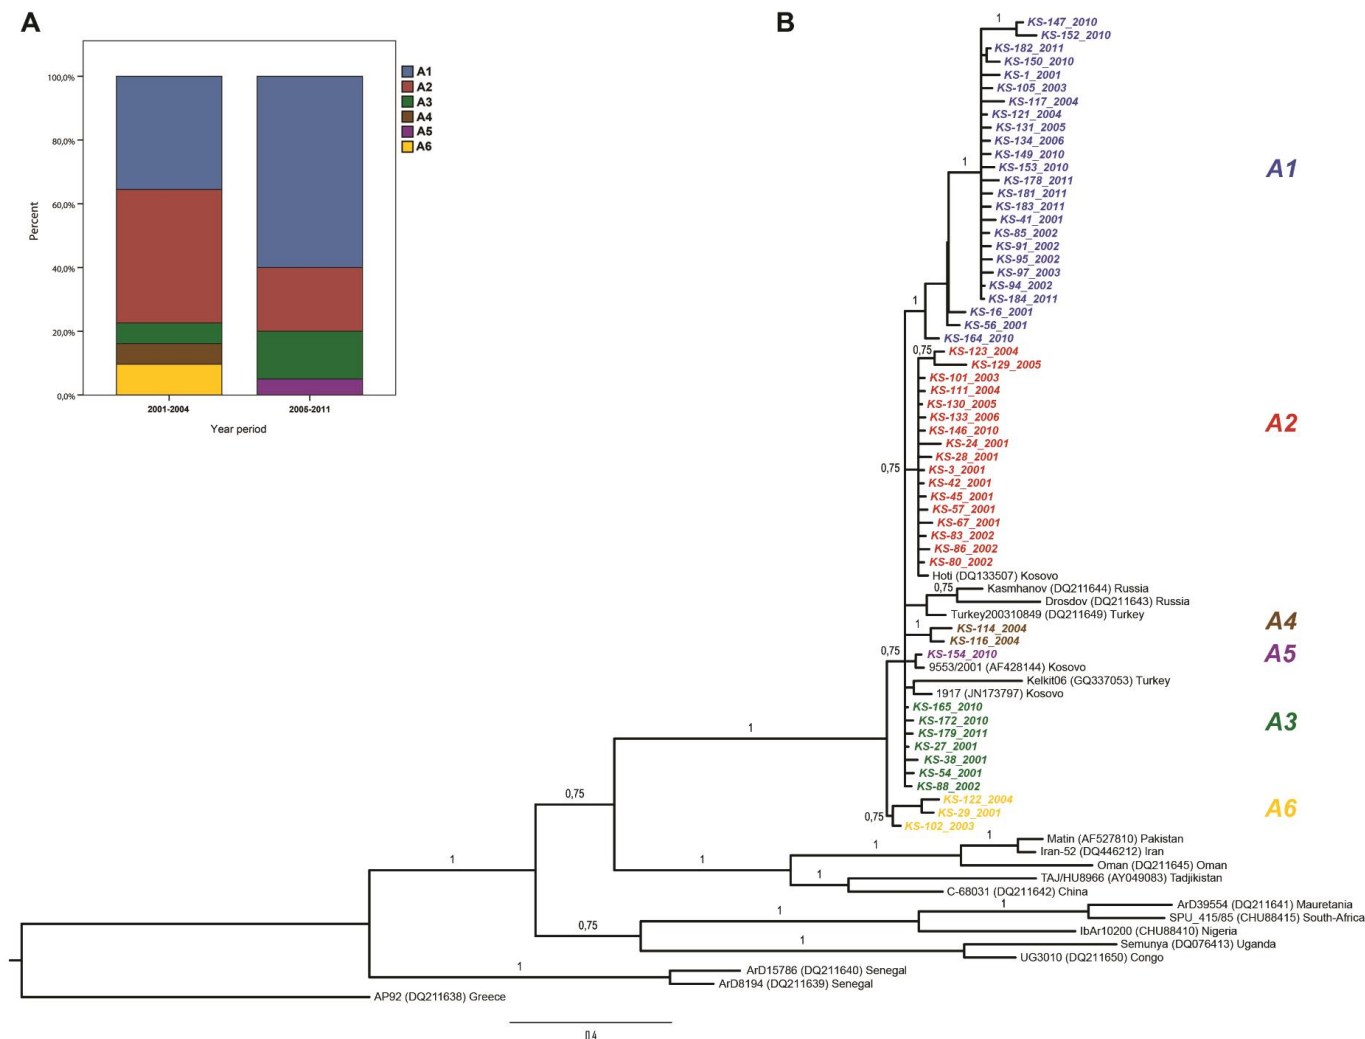 A
B
100,0%
80,0%
60,0%
40,0%
20,0%
0,0%
Percent
2001-2004
2006-2011
Year period
A1
A2
A3
A4
A5
A6
1
KS-147_2010
KS-152_2010
KS-182_2011
KS-150_2010
KS-1_2001
KS-105_2003
KS-117_2004
KS-121_2004
KS-131_2005
KS-134_2006
KS-149_2010
1
KS-153_2010
A1
KS-178_2011
KS-181_2011
KS-183_2011
KS-41_2001
KS-85_2002
KS-91_2002
KS-95_2002
KS-97_2003
KS-94_2002
KS-184_2011
1
KS-16_2001
KS-56_2001
KS-164_2010
0,75
KS-123_2004
KS-129_2005
KS-101_2003
KS-111_2004
KS-130_2005
KS-133_2006
A2
KS-146_2010
KS-24_2001
KS-28_2001
0,75
KS-3_2001
KS-42_2001
KS-45_2001
KS-57_2001
KS-67_2001
KS-83_2002
KS-86_2002
KS-80_2002
Hoti (DQ133507) Kosovo
0,75
Kasmhanov (DQ211644) Russia
Drosdov (DQ211643) Russia
Turkey200310849 (DQ211649) Turkey
1
KS-114_2004
A4
KS-116_2004
0,75
KS-154_2010
A5
9553/2001 (AF428144) Kosovo
Kelkit06 (GQ337053) Turkey
1917 (JN173797) Kosovo
KS-165_2010
KS-172_2010
A3
1
KS-179_2011
KS-27_2001
KS-38_2001
KS-54_2001
KS-88_2002
0,75
KS-122_2004
A6
0,75
KS-29_2001
KS-102_2003
1
Matin (AF527810) Pakistan
1
Iran-52 (DQ446212) Iran
1
1
Oman (DQ211645) Oman
1
TAJ/HU8966 (AY049083) Tadjikistan
C-68031 (DQ211642) China
1
1
ArD39554 (DQ211641) Mauretania
SPU_415/85 (CHU88415) South-Africa
0,75
IbAr10200 (CHU88410) Nigeria
1
Semunya (DQ076413) Uganda
UG3010 (DQ211650) Congo
1
ArD15786 (DQ211640) Senegal
ArD8194 (DQ211639) Senegal
AP92 (DQ211638) Greece
0.4